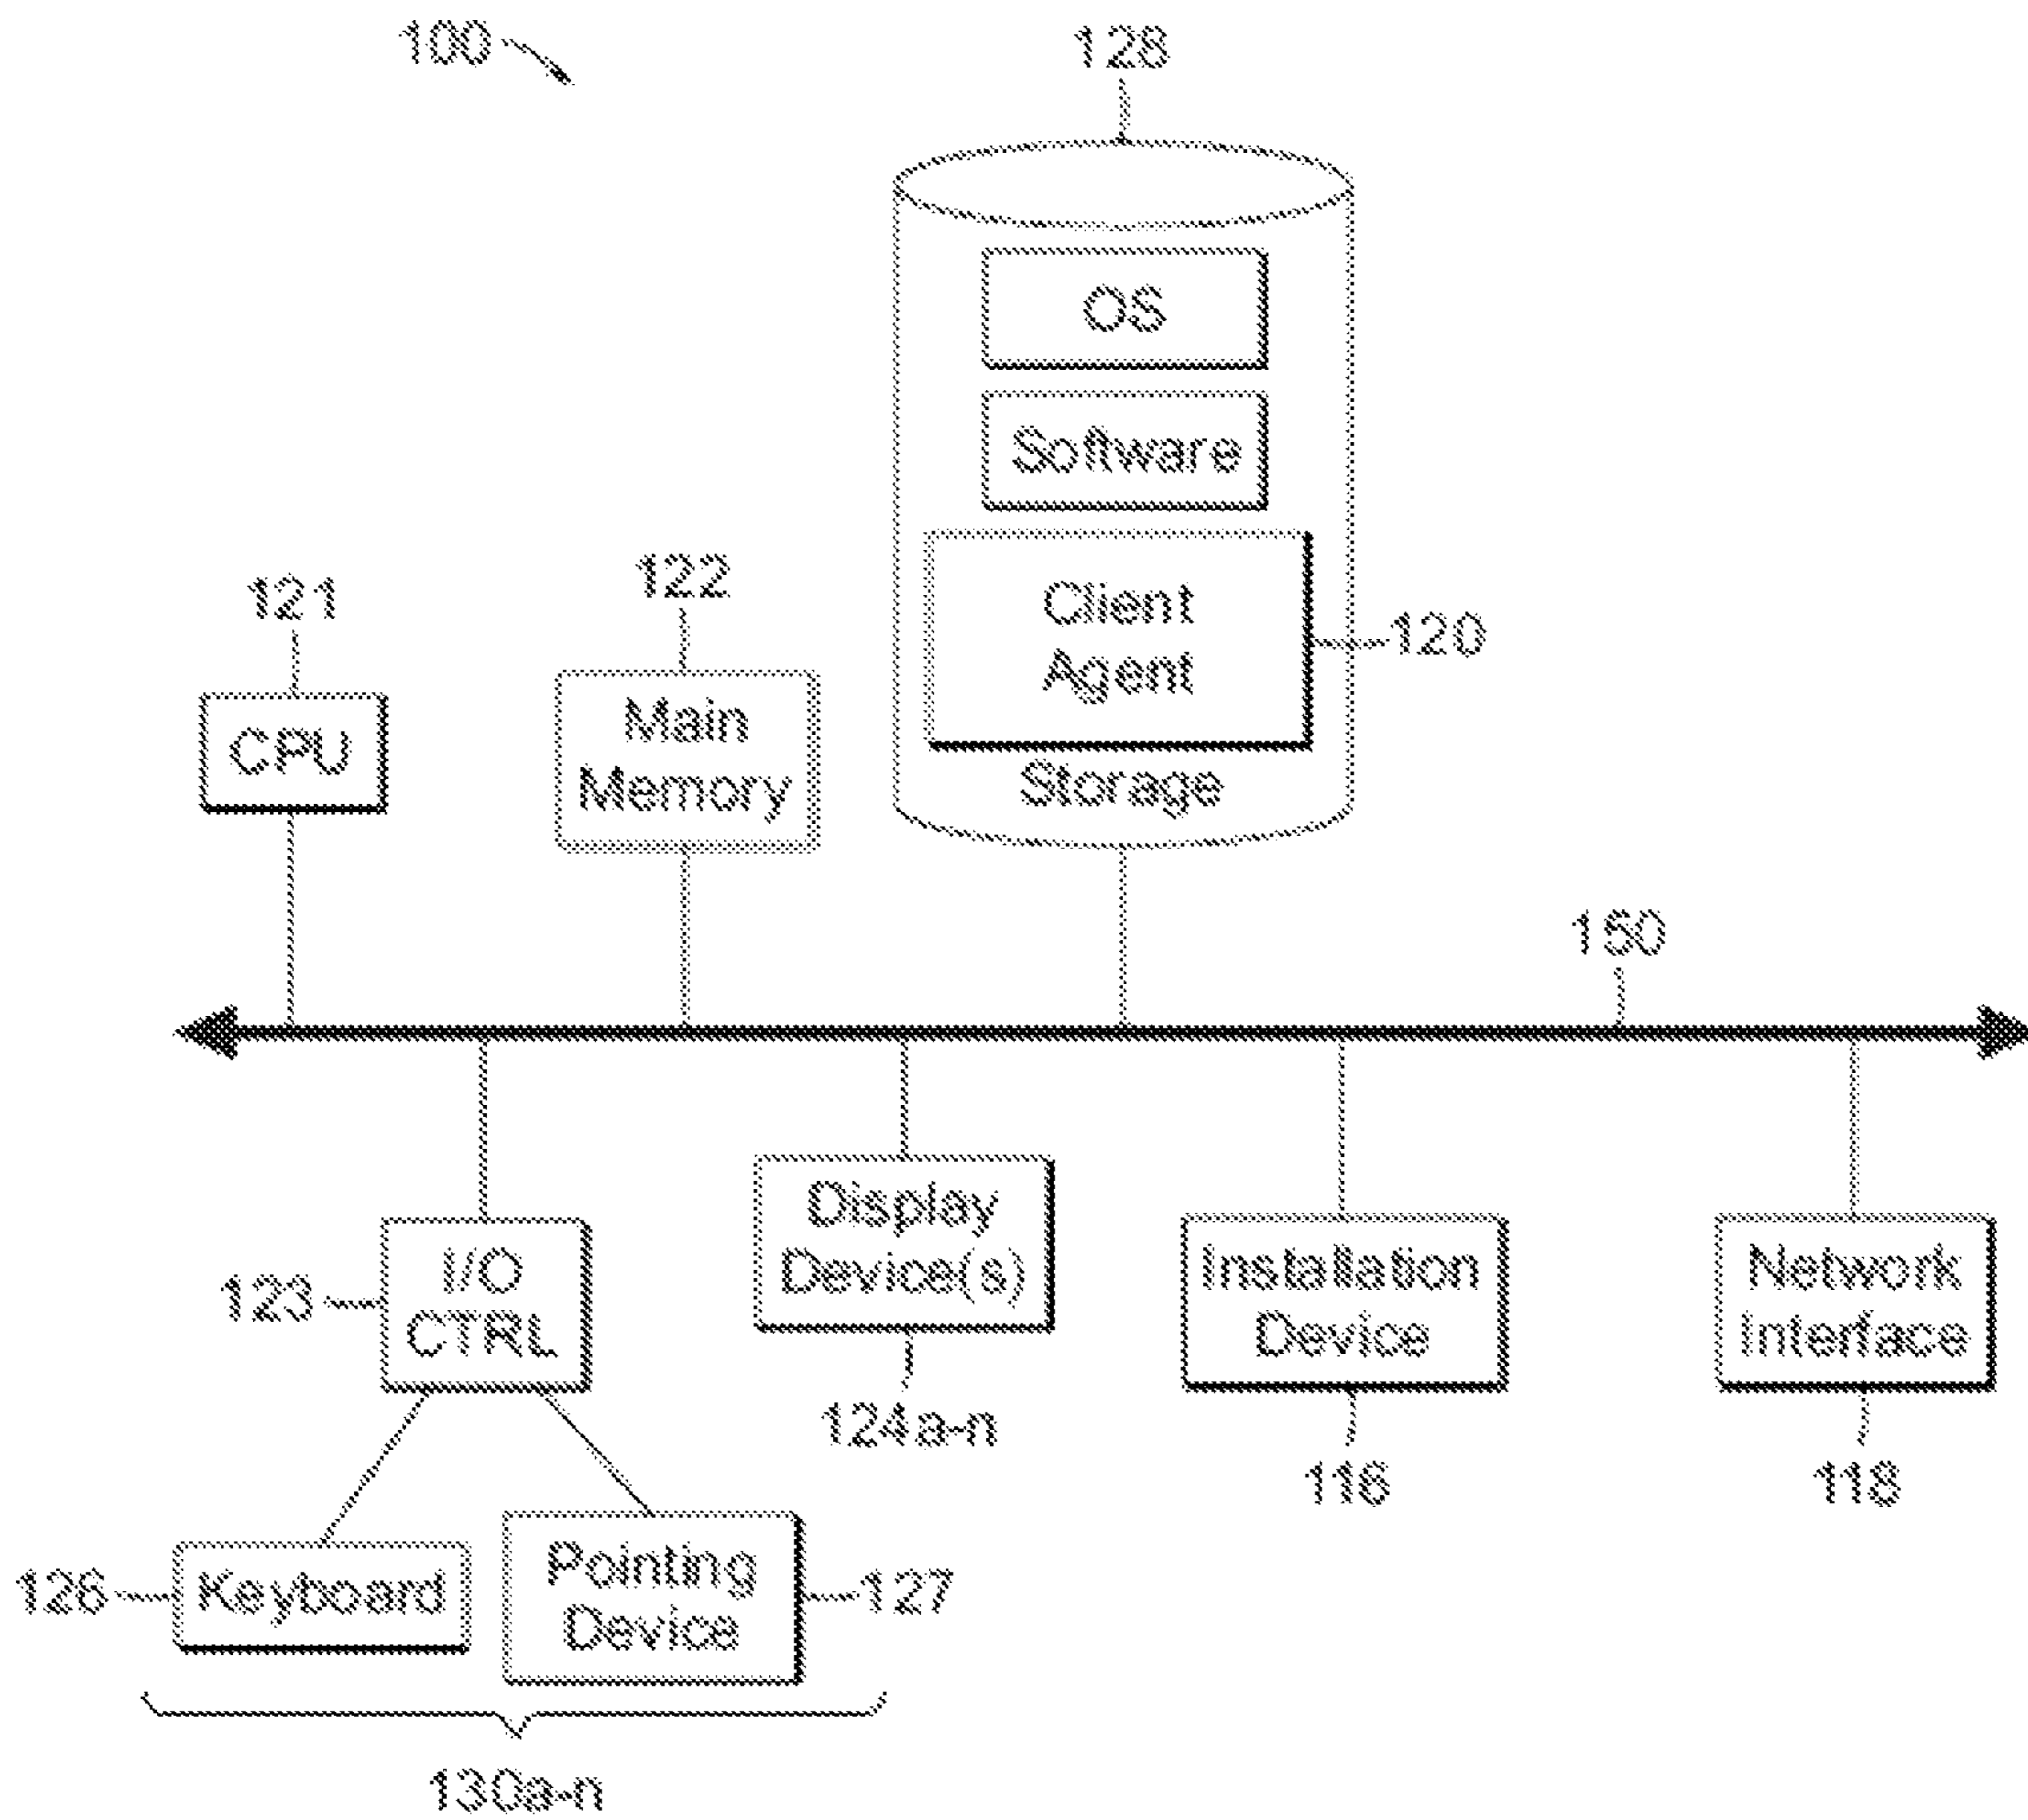 100
128
OS
Software
Client
Agent
120
Storage
121
CPU
122
Main
Memory
150
I/O
CTRL
123
Display
Device(s)
124a-n
Installation
Device
116
Network
Interface
118
Keyboard
126
Pointing
Device
127
130a-n